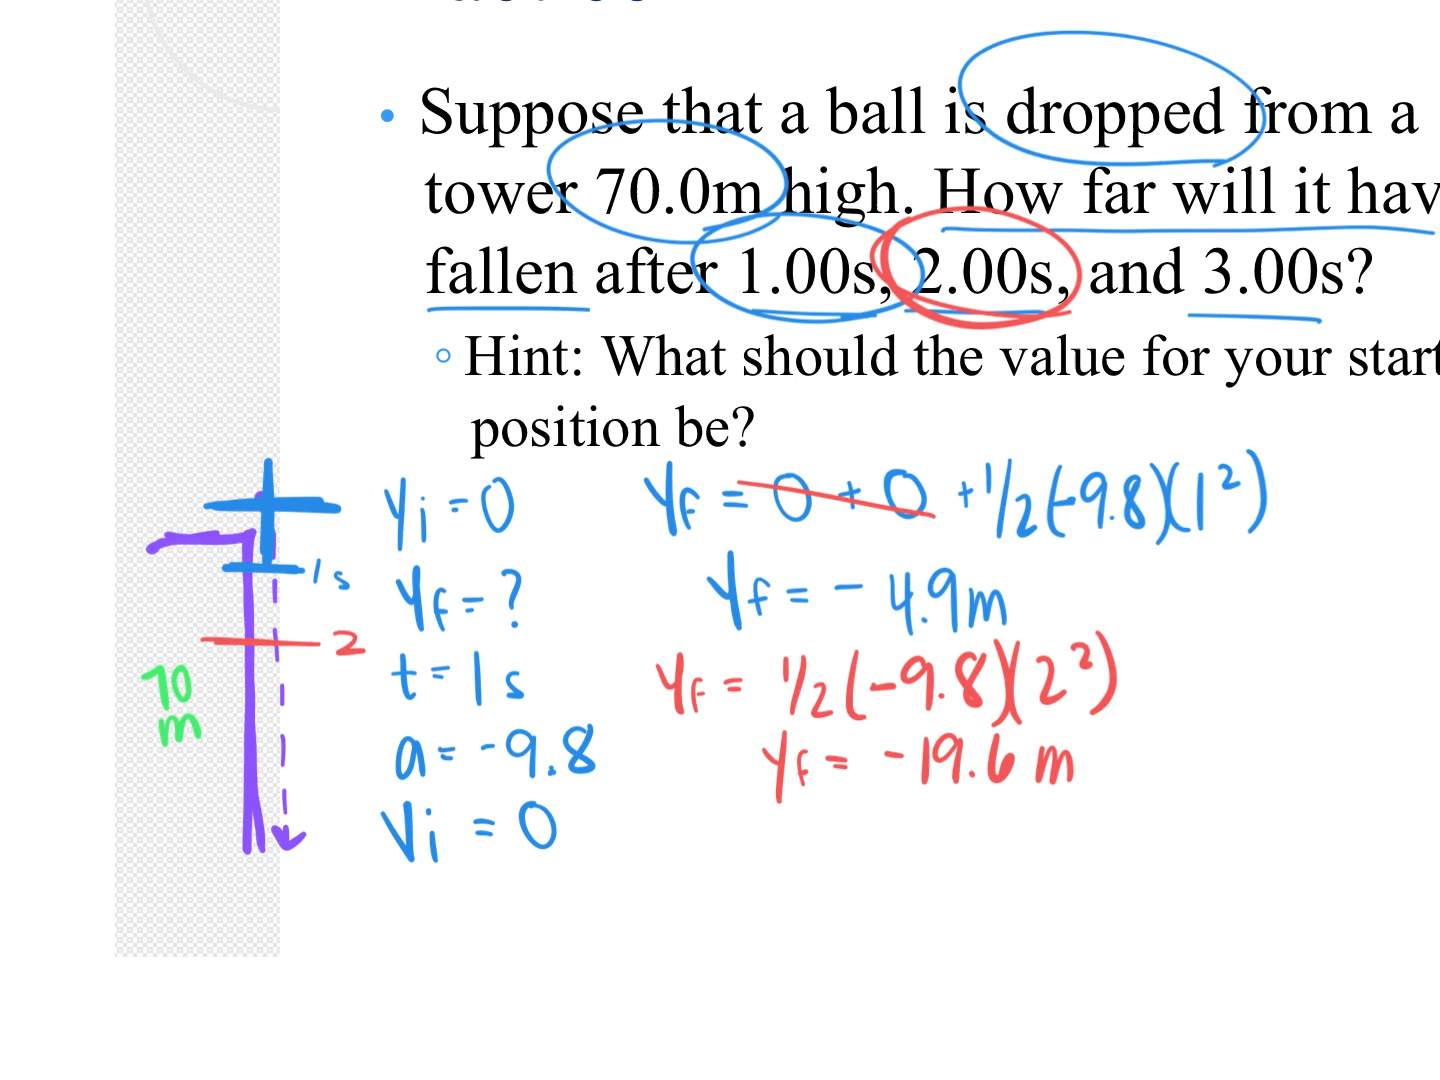 • Suppose that a ball is dropped from a
tower 70.0m high. How far will it hav
fallen after 1.00s, 2.00s, and 3.00s?
○ Hint: What should the value for your start
position be?
yi = 0
yf = 0 + 0 + 1/2(-9.8)(1²)
1s
yf = ?
yf = - 4.9m
2
t = 1 s
yf = 1/2(-9.8)(2²)
70
m
a = -9.8
yf = -19.6 m
Vi = 0